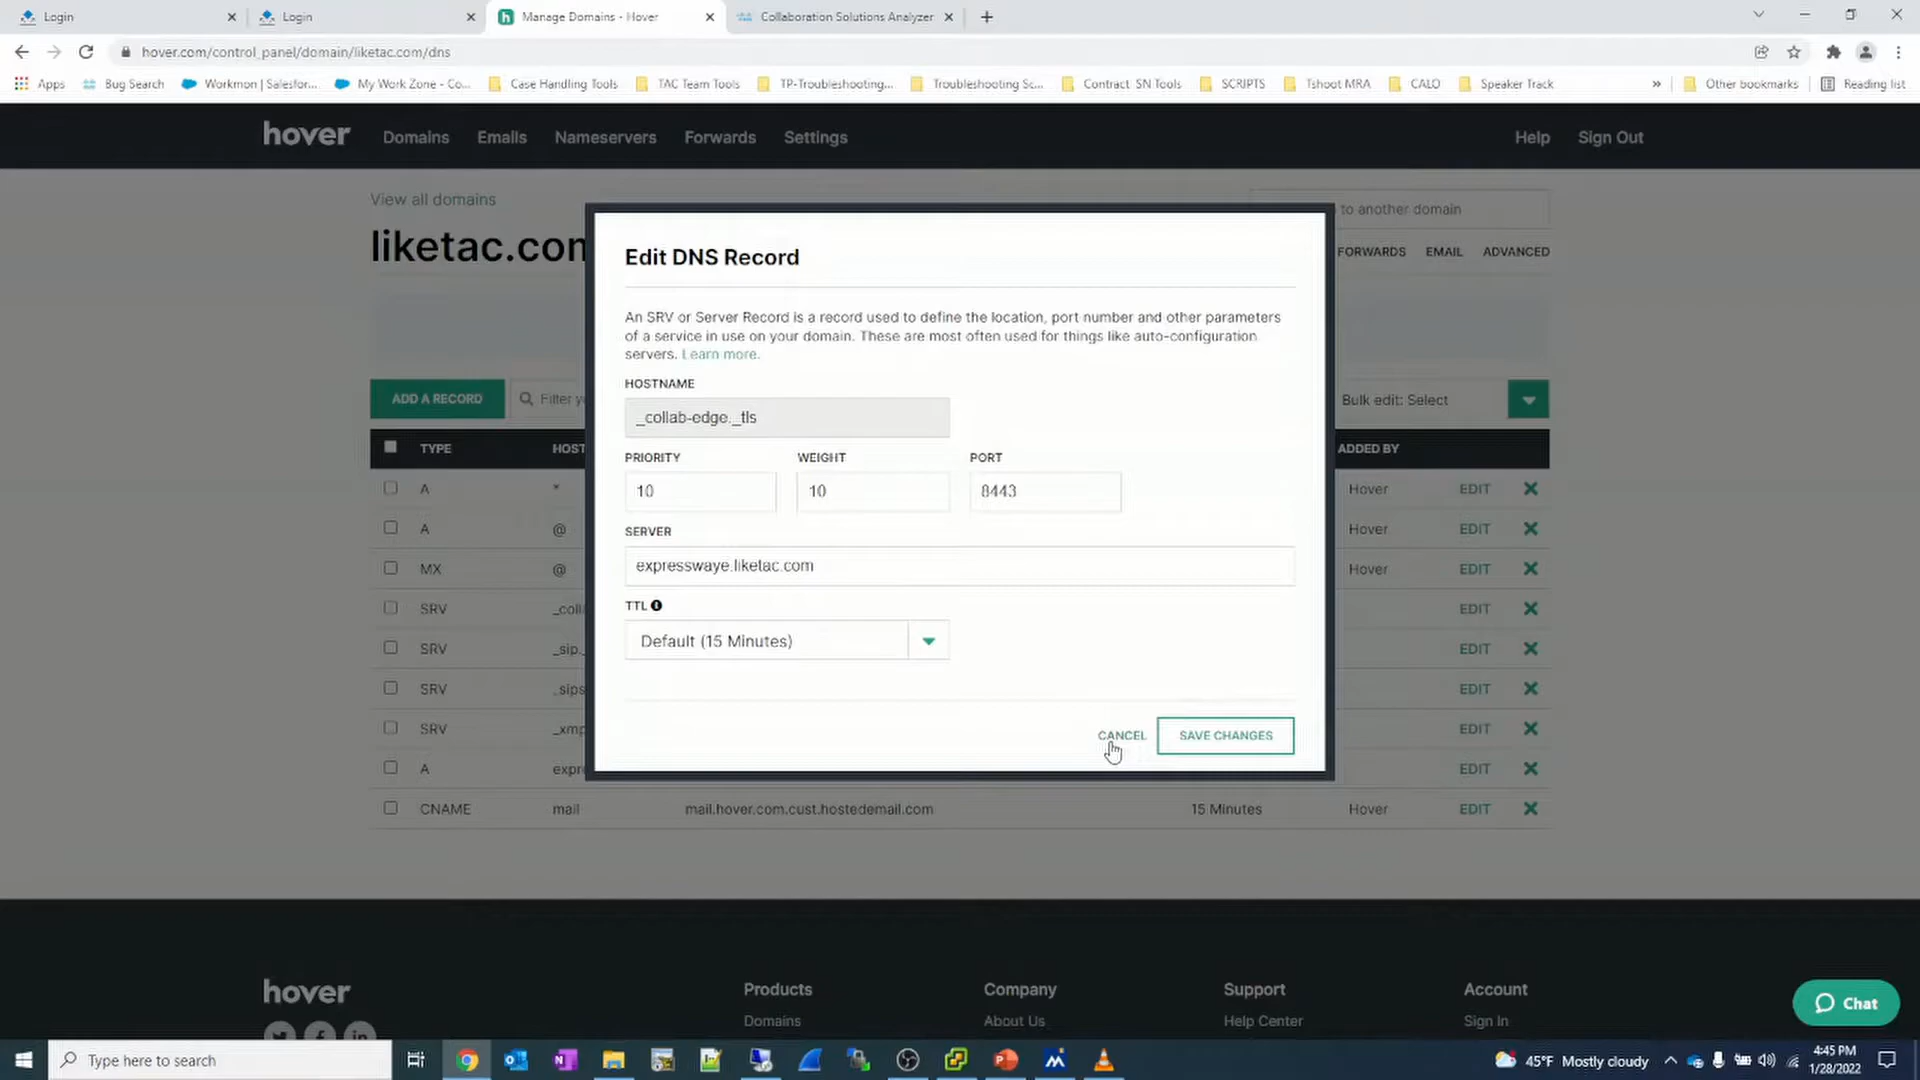 Login
Login
Manage Domains - Hover
Collaboration Solutions Analyzer
hover.com/control_panel/domain/liketac.com/dns
Apps
Bug Search
Workmon | Salesfor...
My Work Zone - Co...
Case Handling Tools
TAC Team Tools
TP-Troubleshooting...
Troubleshooting Sc...
Contract_SN Tools
SCRIPTS
Tshoot MRA
CALO
Speaker Track
»
Other bookmarks
Reading list
hover
Domains
Emails
Nameservers
Forwards
Settings
Help
Sign Out
View all domains
to another domain
liketac.com
FORWARDS
EMAIL
ADVANCED
Edit DNS Record
An SRV or Server Record is a record used to define the location, port number and other parameters
of a service in use on your domain. These are most often used for things like auto-configuration
servers. Learn more.
HOSTNAME
_collab-edge._tls
PRIORITY
WEIGHT
PORT
10
10
8443
SERVER
expresswaye.liketac.com
TTL
Default (15 Minutes)
CANCEL
SAVE CHANGES
ADD A RECORD
Filter y
Bulk edit: Select
TYPE
HOST
ADDED BY
A
*
Hover
EDIT
A
@
Hover
EDIT
MX
@
Hover
EDIT
SRV
_coll
EDIT
SRV
_sip._
EDIT
SRV
_sips
EDIT
SRV
_xmp
EDIT
A
expre
EDIT
CNAME
mail
mail.hover.com.cust.hostedemail.com
15 Minutes
Hover
EDIT
hover
Products
Company
Support
Account
Domains
About Us
Help Center
Sign In
Chat
Type here to search
45°F Mostly cloudy
4:45 PM
1/28/2022